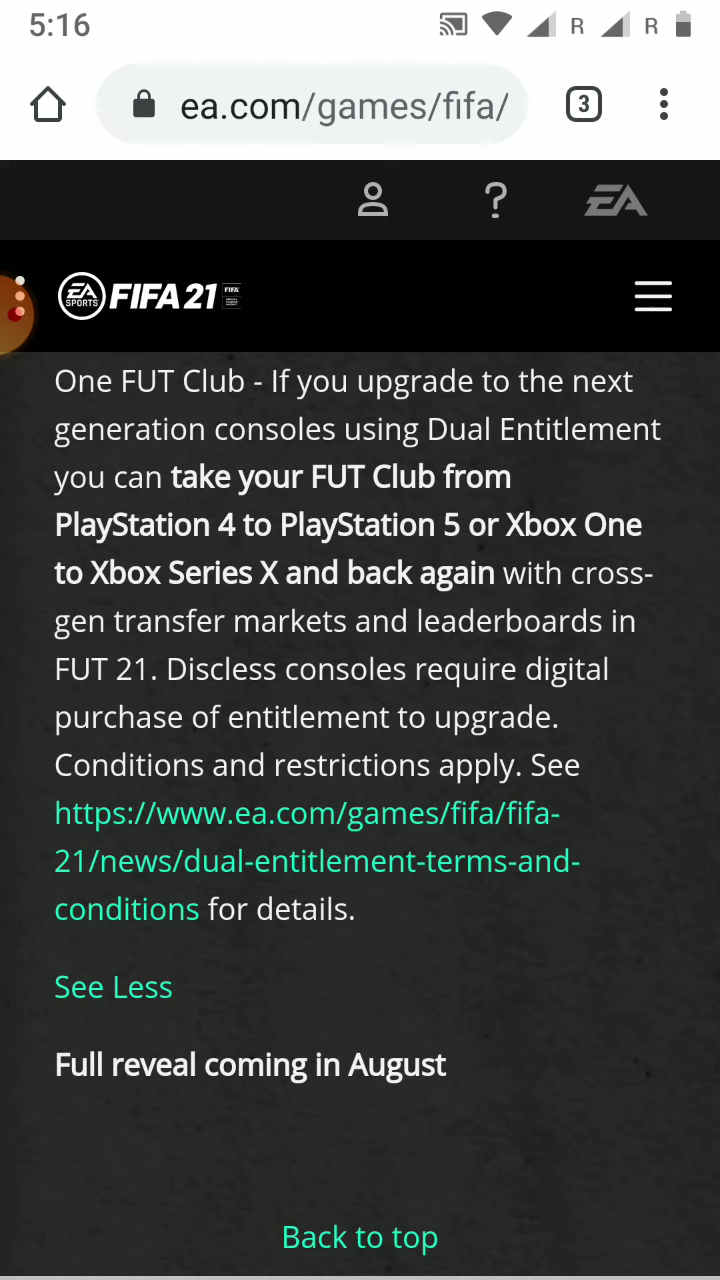 5:16
R
R
ea.com/games/fifa/
3
EA
EA SPORTS FIFA 21
One FUT Club - If you upgrade to the next
generation consoles using Dual Entitlement
you can take your FUT Club from
PlayStation 4 to PlayStation 5 or Xbox One
to Xbox Series X and back again with cross-
gen transfer markets and leaderboards in
FUT 21. Discless consoles require digital
purchase of entitlement to upgrade.
Conditions and restrictions apply. See
https://www.ea.com/games/fifa/fifa-
21/news/dual-entitlement-terms-and-
conditions for details.
See Less
Full reveal coming in August
Back to top